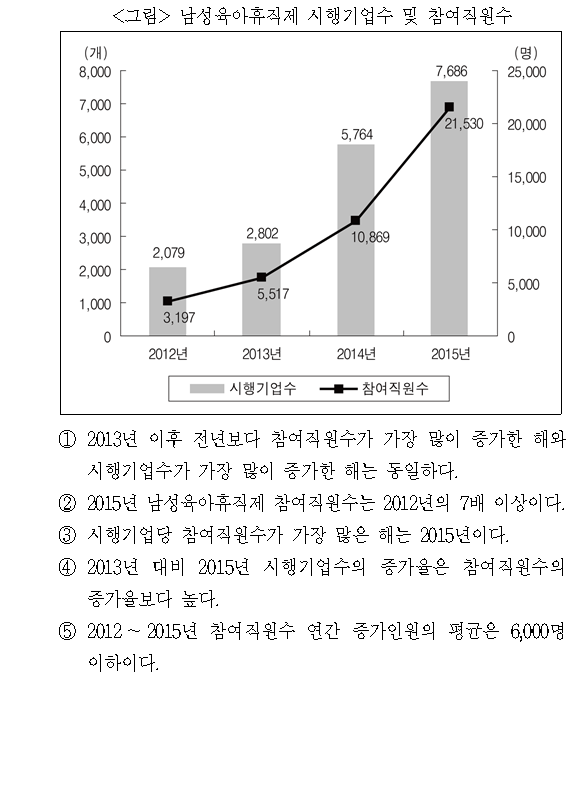 <그림> 남성육아휴직제 시행기업수 및 참여직원수
(개) (명)
8,000 7,686 25,000
7,000
21,530 20,000
6,000 5,764
5,000 15,000
4,000
10,869 10,000
3,000 2,802
2,079
2,000 5,517 5,000
1,000 3,197
0 0
2012년 2013년 2014년 2015년
시행기업수 참여직원수
① 2013년 이후 전년보다 참여직원수가 가장 많이 증가한 해와
시행기업수가 가장 많이 증가한 해는 동일하다.
② 2015년 남성육아휴직제 참여직원수는 2012년의 7배 이상이다.
③ 시행기업당 참여직원수가 가장 많은 해는 2015년이다.
④ 2013년 대비 2015년 시행기업수의 증가율은 참여직원수의
증가율보다 높다.
⑤ 2012 ~ 2015년 참여직원수 연간 증가인원의 평균은 6,000명
이하이다.